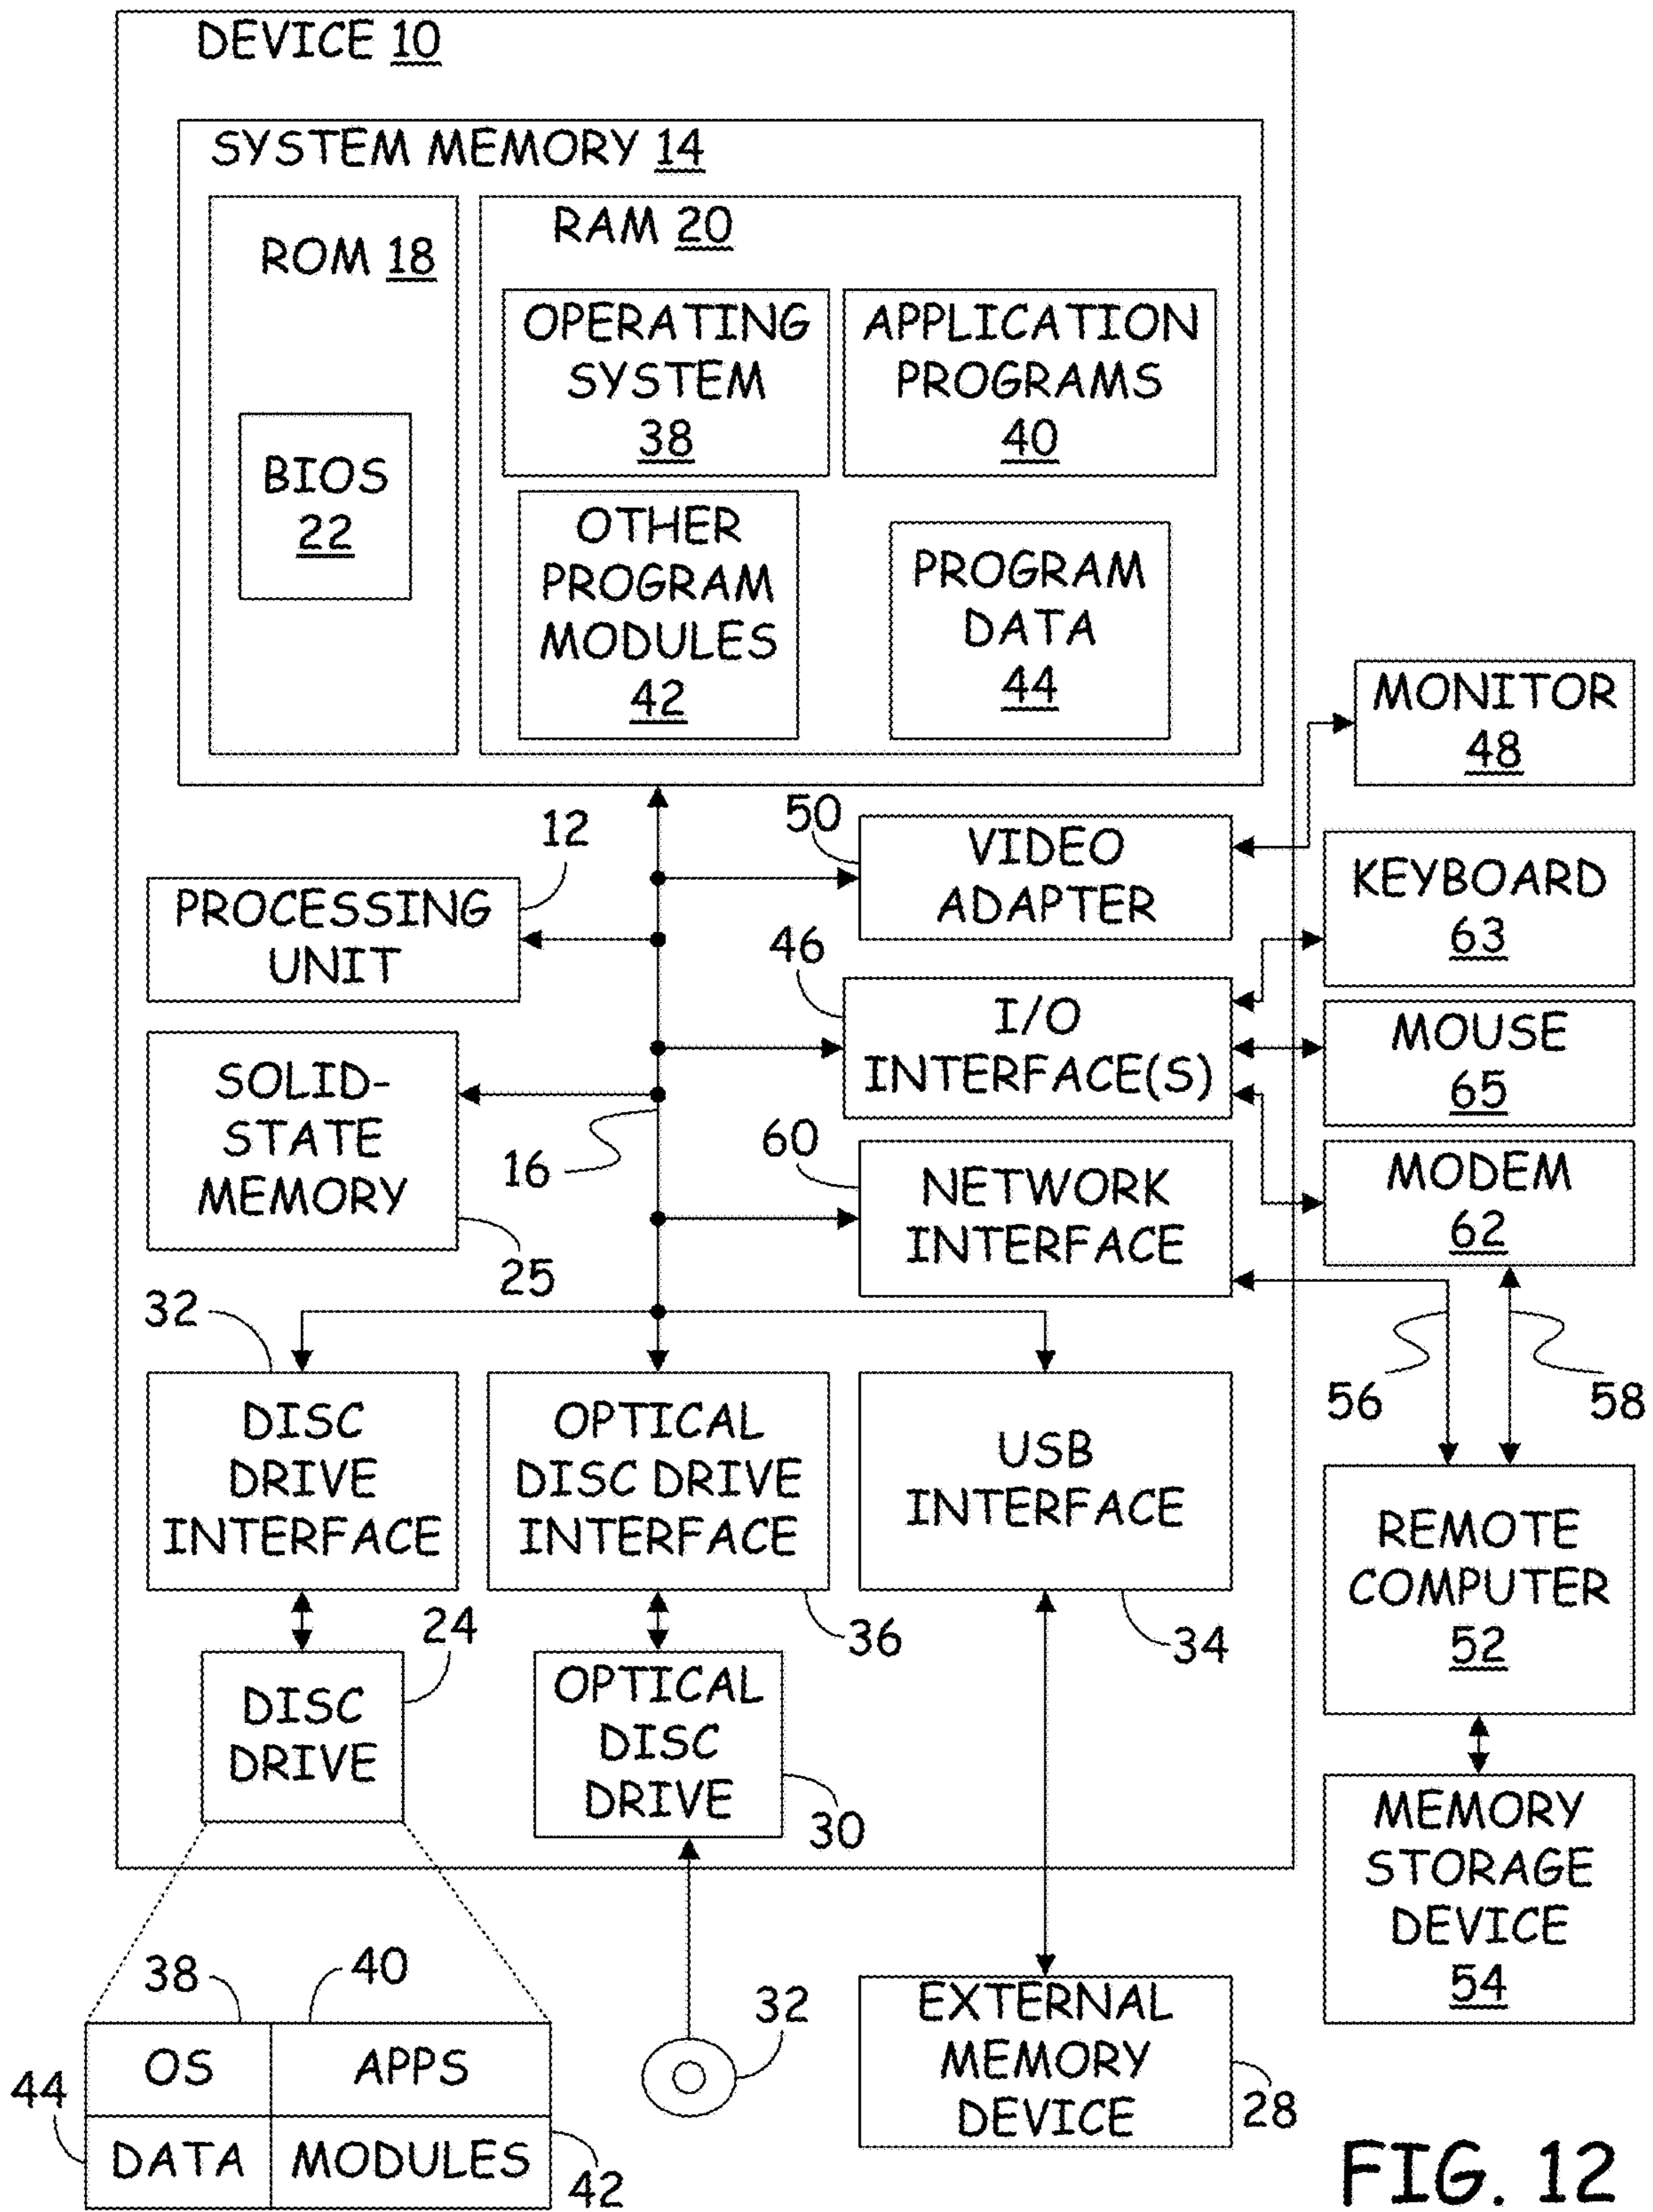 DEVICE 10
SYSTEM MEMORY 14
ROM 18
BIOS
22
RAM 20
OPERATING
SYSTEM
38
APPLICATION
PROGRAMS
40
OTHER
PROGRAM
MODULES
42
PROGRAM
DATA
44
MONITOR
48
12
PROCESSING
UNIT
50
VIDEO
ADAPTER
KEYBOARD
63
46
I/O
INTERFACE(S)
MOUSE
65
SOLID-
STATE
MEMORY
25
16
60
NETWORK
INTERFACE
MODEM
62
56
58
32
DISC
DRIVE
INTERFACE
OPTICAL
DISC DRIVE
INTERFACE
36
USB
INTERFACE
34
REMOTE
COMPUTER
52
24
DISC
DRIVE
OPTICAL
DISC
DRIVE
30
MEMORY
STORAGE
DEVICE
54
38
40
OS
APPS
44
DATA
MODULES
42
32
EXTERNAL
MEMORY
DEVICE
28
FIG. 12